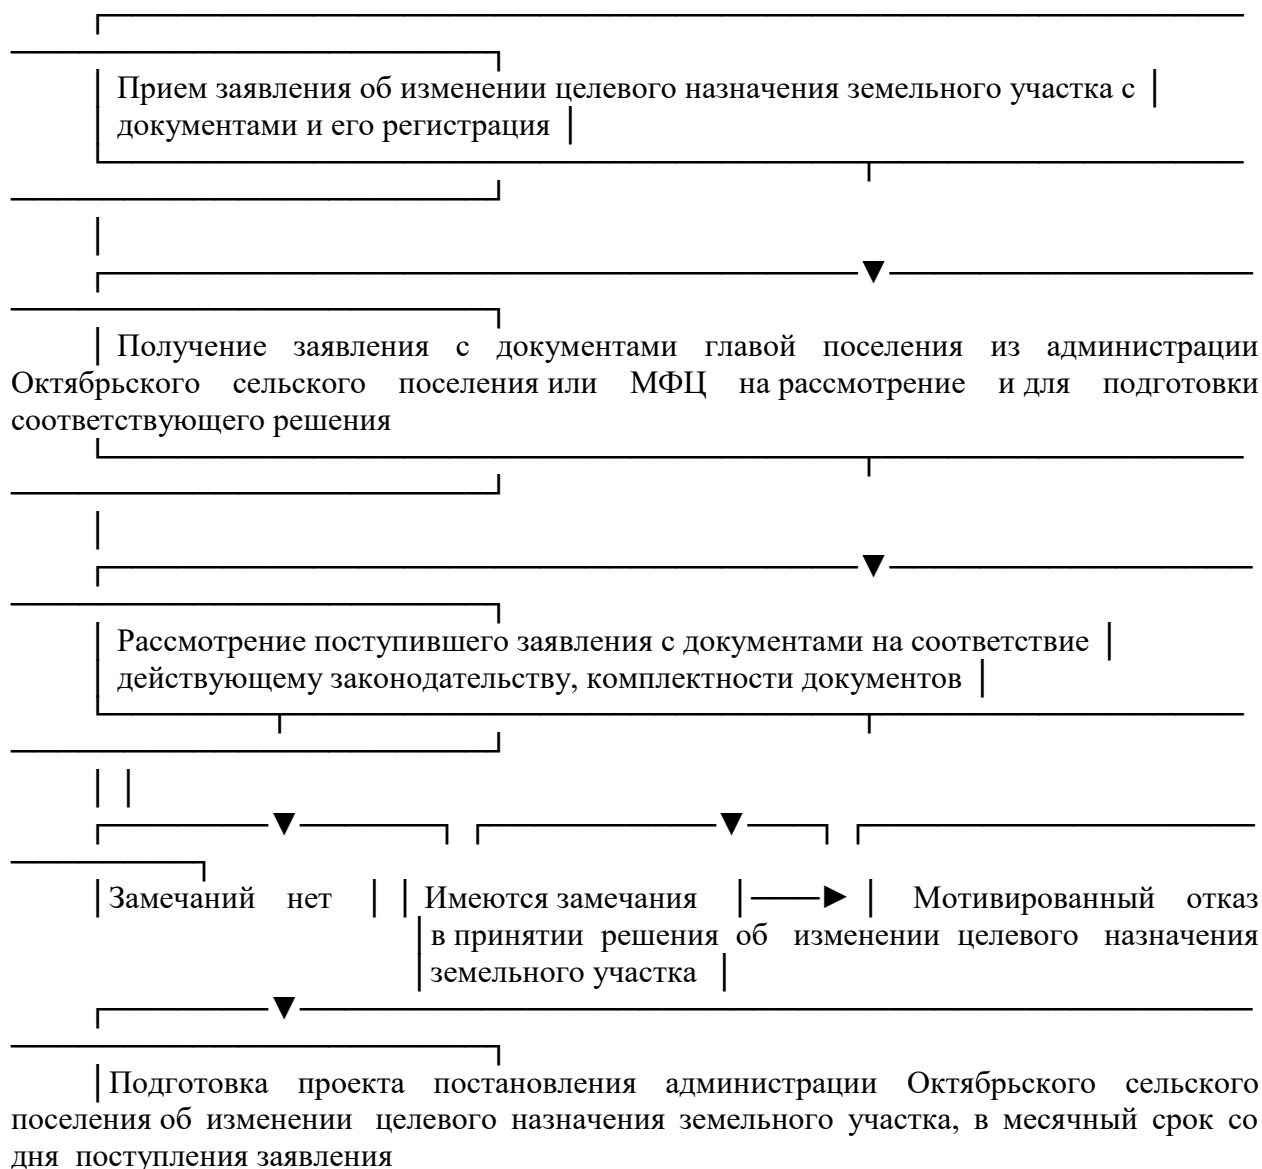 Прием заявления об изменении целевого назначения земельного участка с
документами и его регистрация
Получение заявления с документами главой поселения из администрации
Октябрьского сельского поселения или МФЦ на рассмотрение и для подготовки
соответствующего решения
Рассмотрение поступившего заявления с документами на соответствие
действующему законодательству, комплектности документов
Замечаний нет Имеются замечания Мотивированный отказ
в принятии решения об изменении целевого назначения
земельного участка
Подготовка проекта постановления администрации Октябрьского сельского
поселения об изменении целевого назначения земельного участка, в месячный срок со
дня поступления заявления